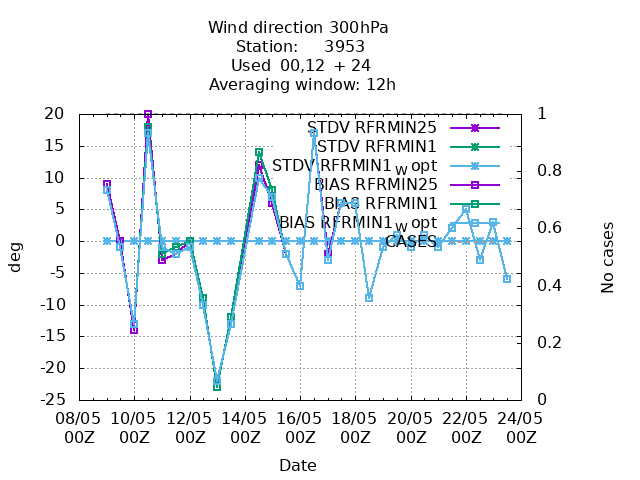 Wind direction 300hPa
Station: 3953
Used 00,12 + 24
Averaging window: 12h
20 1
STDV RFRMIN25
15 STDV RFRMIN1
STDV RFRMIN1_w opt
0.8
10 BIAS RFRMIN25
5 BIAS RFRMIN1
BIAS RFRMIN1_w opt
0.6
0 CASES
deg
No cases
-5
0.4
-10
-15
0.2
-20
-25 0
08/05 10/05 12/05 14/05 16/05 18/05 20/05 22/05 24/05
00Z 00Z 00Z 00Z 00Z 00Z 00Z 00Z 00Z
Date